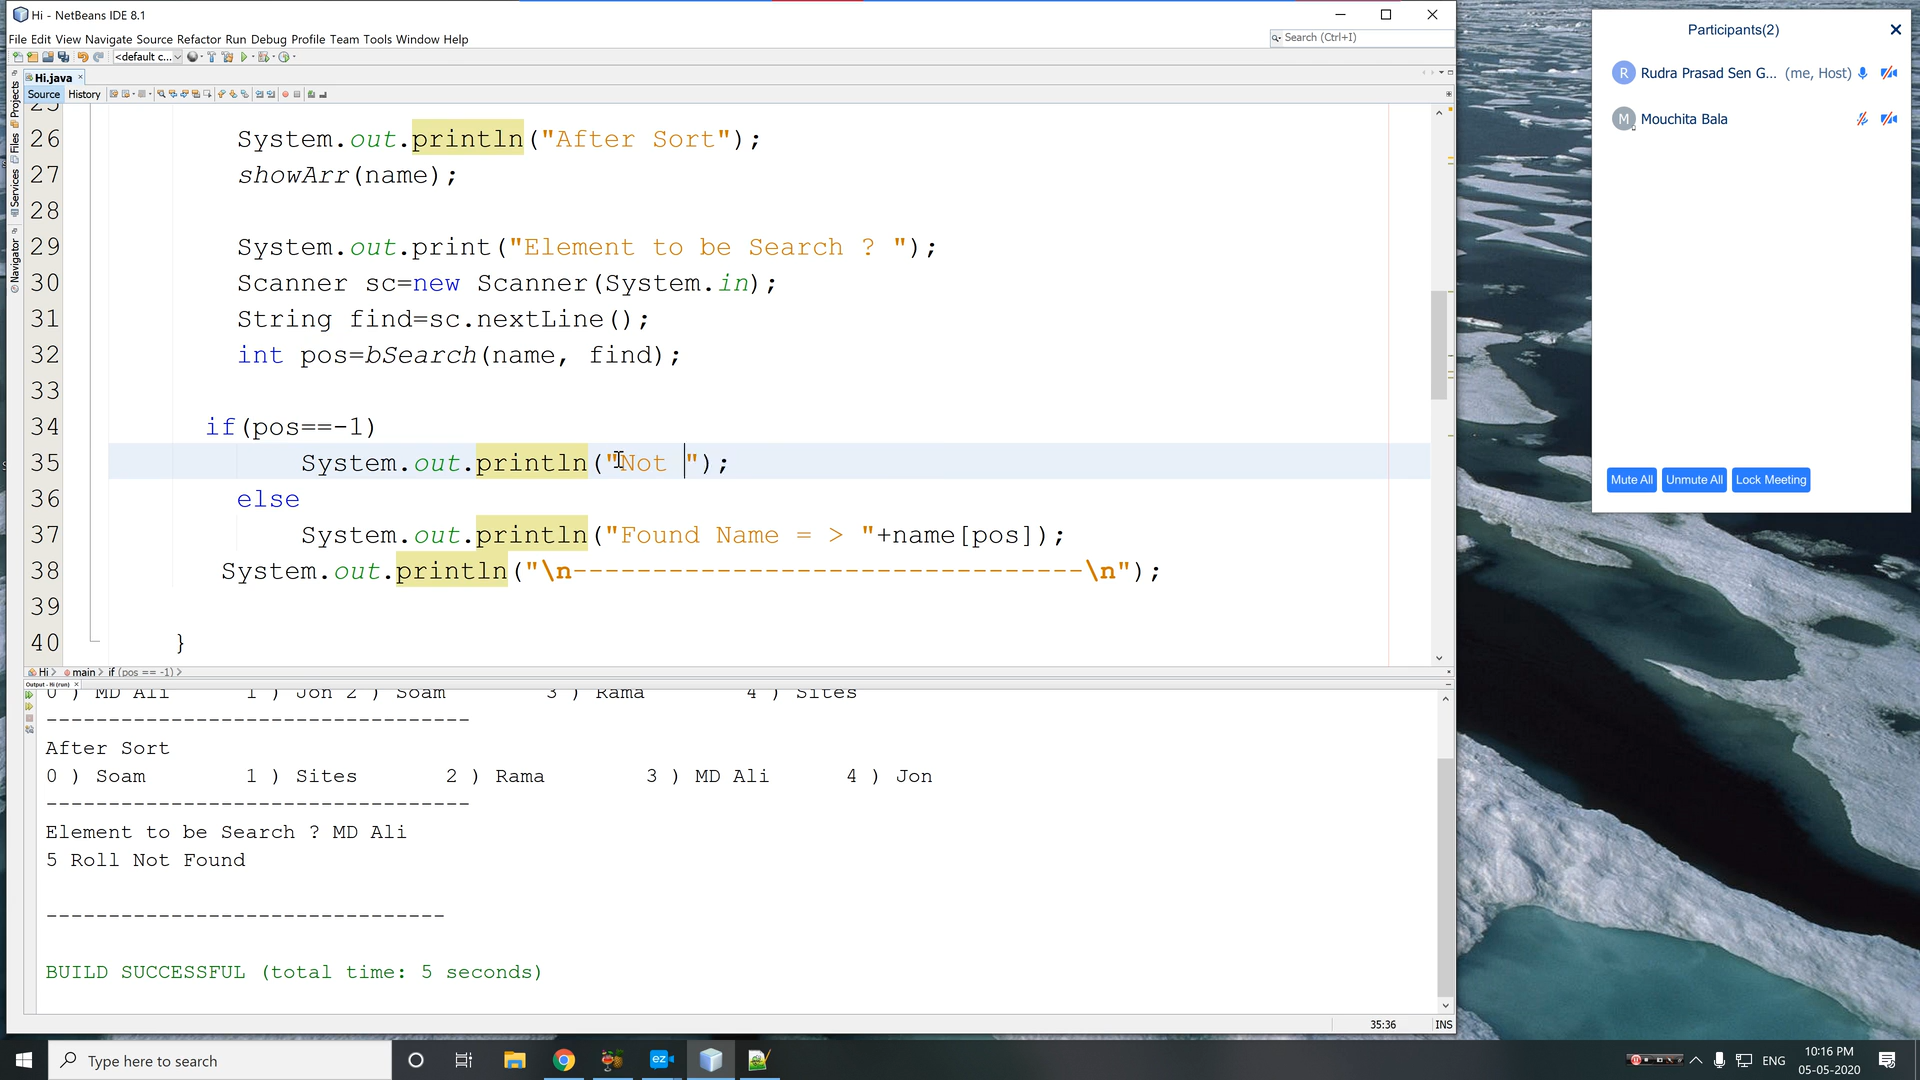 Hi - NetBeans IDE 8.1
File Edit View Navigate Source Refactor Run Debug Profile Team Tools Window Help
Search (Ctrl+I)
<default c...
Hi.java
Source History
Projects
Files
Services
Navigator
25
26 System.out.println("After Sort");
27 showArr(name);
28
29 System.out.print("Element to be Search ? ");
30 Scanner sc=new Scanner(System.in);
31 String find=sc.nextLine();
32 int pos=bSearch(name, find);
33
34 if(pos==-1)
35 System.out.println("Not ");
36 else
37 System.out.println("Found Name = > "+name[pos]);
38 System.out.println("\n--------------------------------\n");
39
40 }
Hi > main > if (pos == -1) >
Output - Hi (run)
0 ) MD Ali 1 ) Jon 2 ) Soam 3 ) Rama 4 ) Sites
----------------------------------
After Sort
0 ) Soam 1 ) Sites 2 ) Rama 3 ) MD Ali 4 ) Jon
----------------------------------
Element to be Search ? MD Ali
5 Roll Not Found
--------------------------------
BUILD SUCCESSFUL (total time: 5 seconds)
35:36 INS
Participants(2)
R Rudra Prasad Sen G... (me, Host)
M Mouchita Bala
Mute All Unmute All Lock Meeting
Type here to search
ez
ENG
10:16 PM
05-05-2020